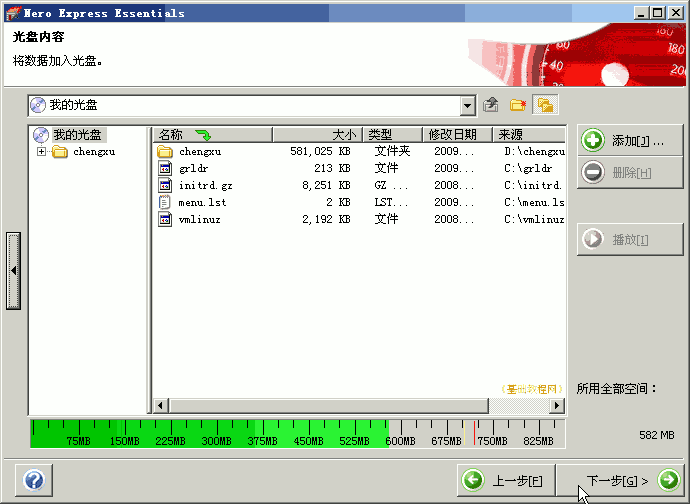 Nero Express Essentials
光盘内容
将数据加入光盘。
我的光盘
我的光盘
chengxu
名称 大小 类型 修改日期 来源
chengxu 581,025 KB 文件夹 2009... D:\chengxu
grldr 213 KB 文件 2009... C:\grldr
initrd.gz 8,251 KB GZ ... 2008... C:\initrd.
menu.lst 2 KB LST... 2009... C:\menu.ls
vmlinuz 2,192 KB 文件 2008... C:\vmlinuz
添加[J] ...
删除[H]
播放[I]
《基础教程网》
所用全部空间：
582 MB
75MB 150MB 225MB 300MB 375MB 450MB 525MB 600MB 675MB 750MB 825MB
上一步[F]
下一步[G] >